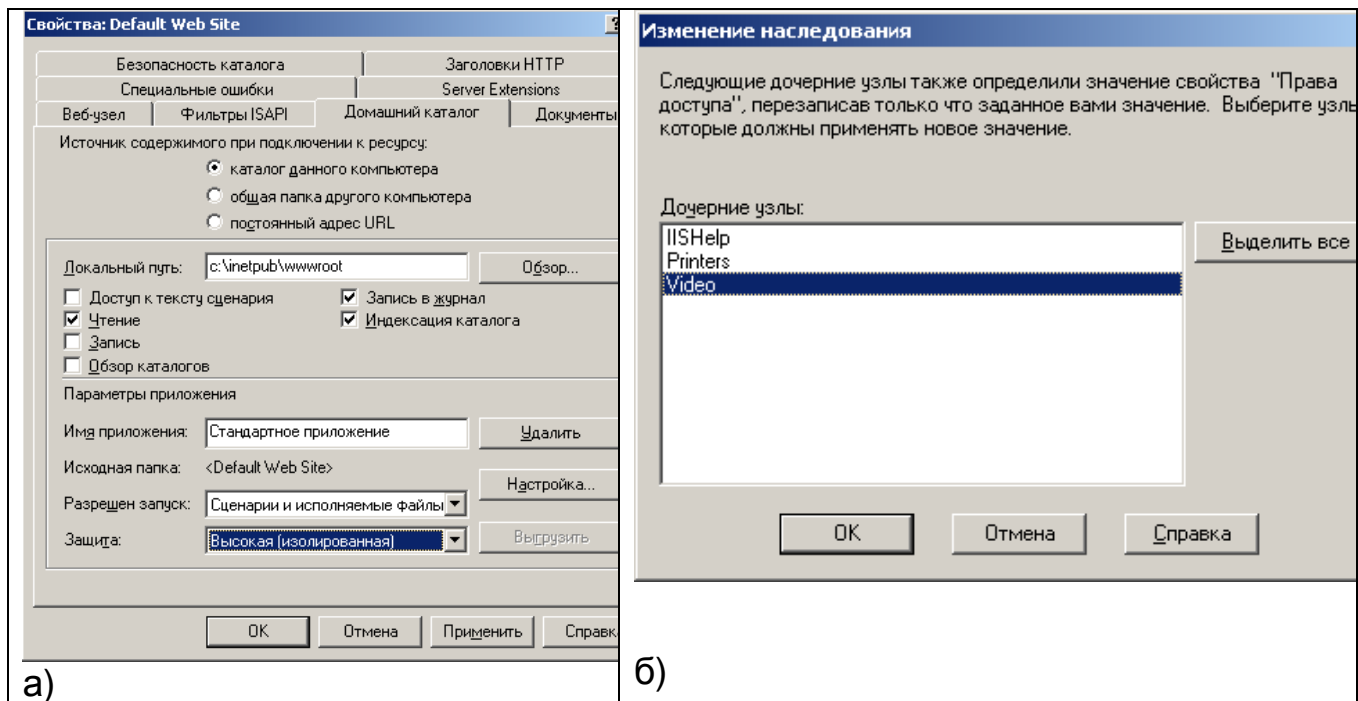 Свойства: Default Web Site
Безопасность каталога
Заголовки HTTP
Специальные ошибки
Server Extensions
Веб-узел
Фильтры ISAPI
Домашний каталог
Документы
Источник содержимого при подключении к ресурсу:
каталог данного компьютера
общая папка другого компьютера
постоянный адрес URL
Локальный путь:
c:\inetpub\wwwroot
Обзор...
Доступ к тексту сценария
Запись в журнал
Чтение
Индексация каталога
Запись
Обзор каталогов
Параметры приложения
Имя приложения:
Стандартное приложение
Удалить
Исходная папка:
<Default Web Site>
Настройка...
Разрешен запуск:
Сценарии и исполняемые файлы
Защита:
Высокая (изолированная)
Выгрузить
OK
Отмена
Применить
Справк
а)
Изменение наследования
Следующие дочерние узлы также определили значение свойства "Права
доступа", перезаписав только что заданное вами значение. Выберите узлы
которые должны применять новое значение.
Дочерние узлы:
IISHelp
Printers
Video
Выделить все
OK
Отмена
Справка
б)